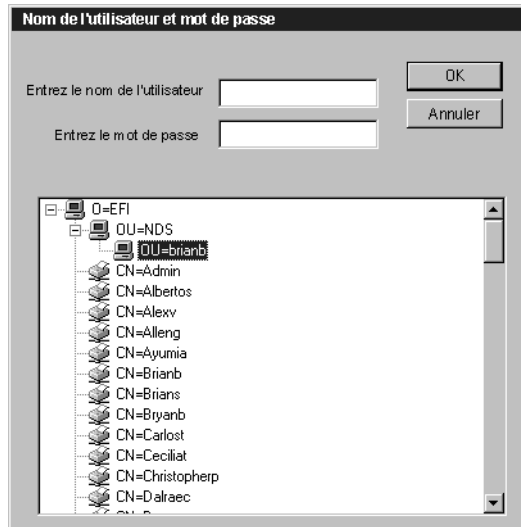 Nom de l'utilisateur et mot de passe
Entrez le nom de l'utilisateur
OK
Annuler
Entrez le mot de passe
O=EFI
OU=NDS
OU=brianb
CN=Admin
CN=Albertos
CN=Alexv
CN=Alleng
CN=Ayumia
CN=Brianb
CN=Brians
CN=Bryanb
CN=Carlost
CN=Ceciliat
CN=Christopherp
CN=Dalraec